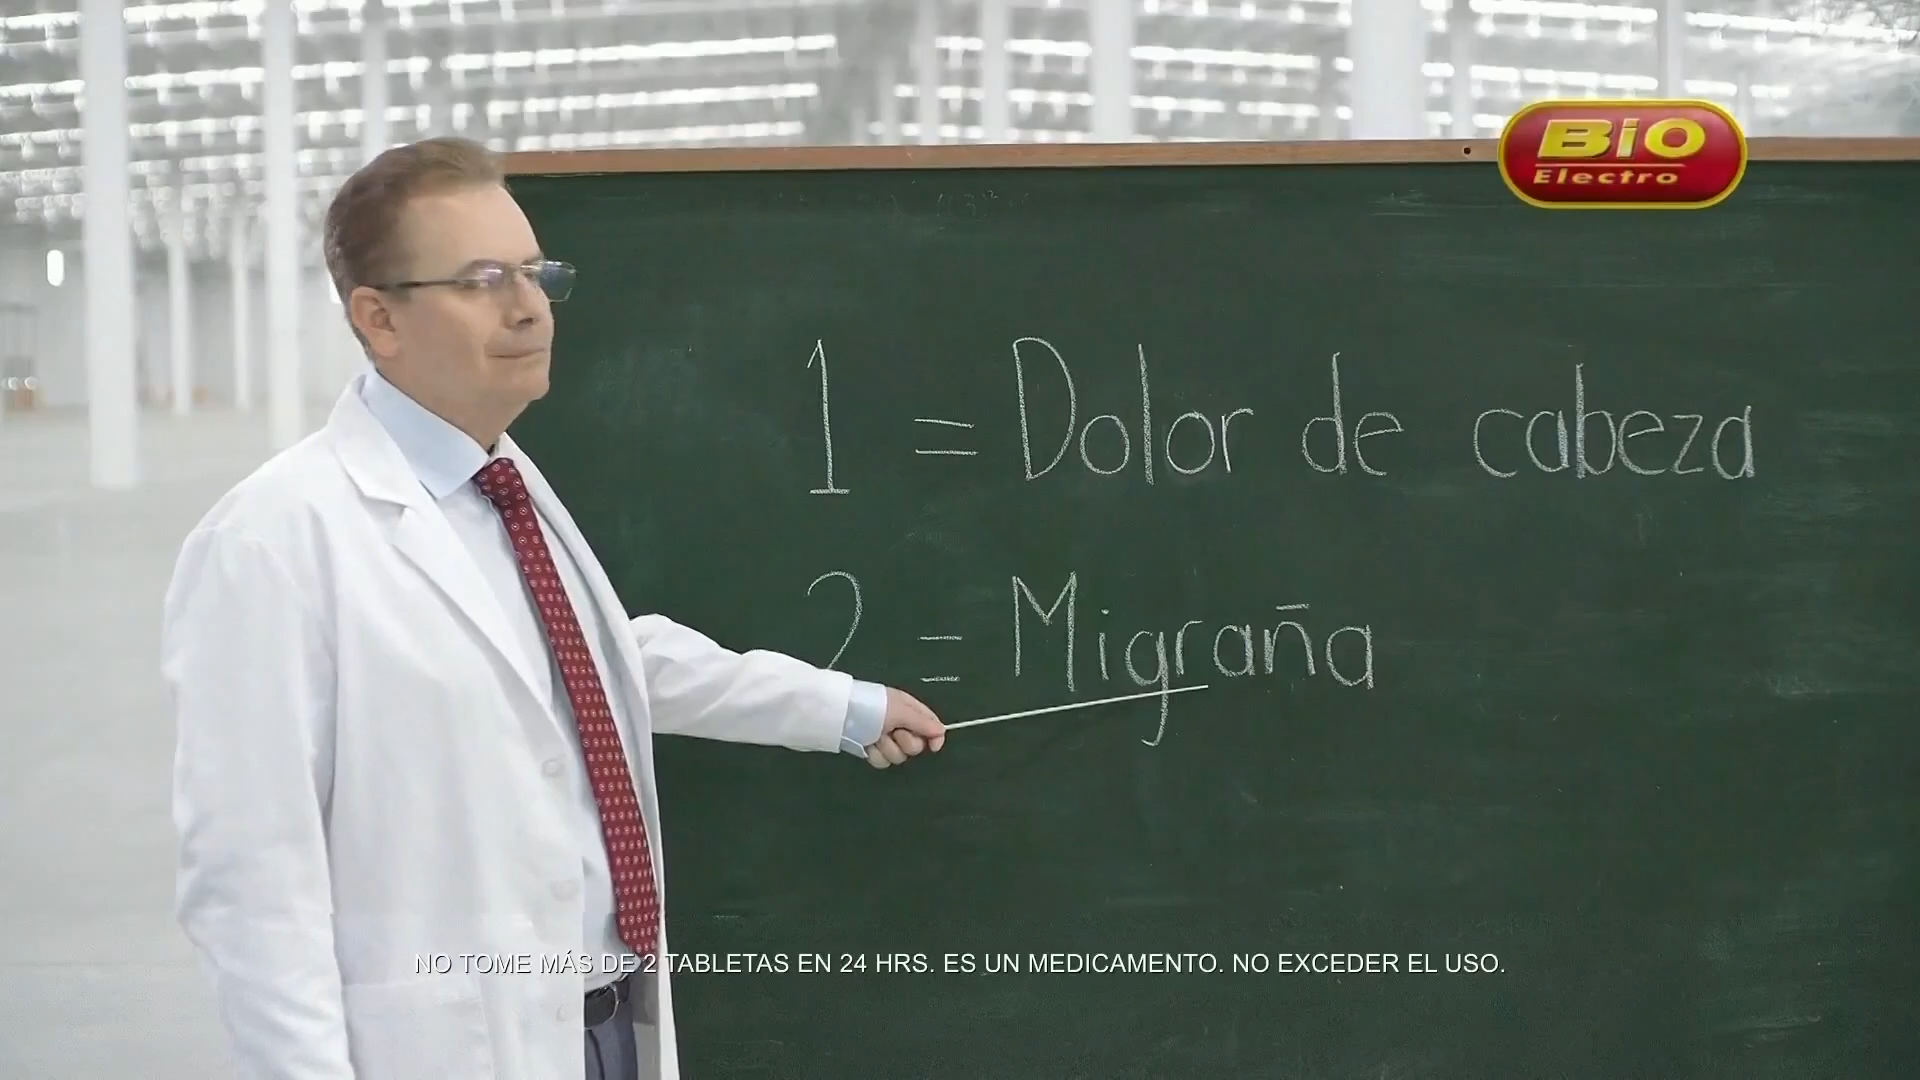 BiO
Electro
1 = Dolor de cabeza
2 = Migraña
NO TOME MÁS DE 2 TABLETAS EN 24 HRS. ES UN MEDICAMENTO. NO EXCEDER EL USO.